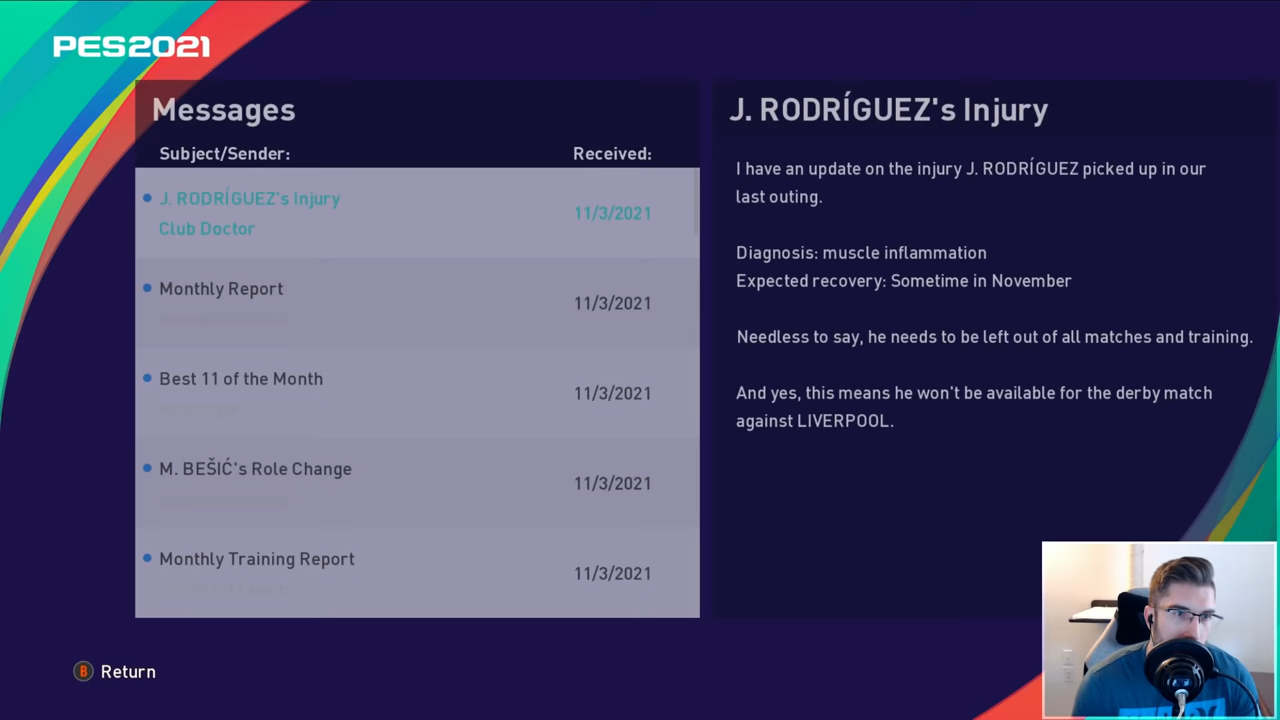 PES2021
Messages
Subject/Sender:
Received:
J. RODRÍGUEZ's Injury
Club Doctor
11/3/2021
Monthly Report
11/3/2021
Best 11 of the Month
11/3/2021
M. BEŠIĆ's Role Change
11/3/2021
Monthly Training Report
11/3/2021
J. RODRÍGUEZ's Injury
I have an update on the injury J. RODRÍGUEZ picked up in our
last outing.
Diagnosis: muscle inflammation
Expected recovery: Sometime in November
Needless to say, he needs to be left out of all matches and training.
And yes, this means he won't be available for the derby match
against LIVERPOOL.
B Return